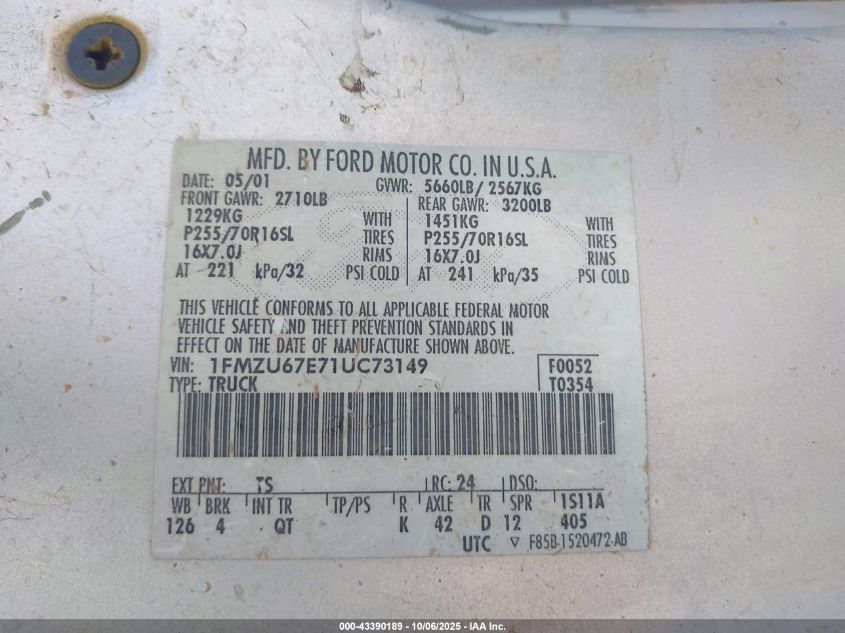 MFD. BY FORD MOTOR CO. IN U.S.A.
DATE: 05/01 GVWR: 5660LB/ 2567KG
FRONT GAWR: 2710LB REAR GAWR: 3200LB
1229KG WITH 1451KG WITH
P255/70R16SL TIRES P255/70R16SL TIRES
16X7.0J RIMS 16X7.0J RIMS
AT 221 kPa/32 PSI COLD AT 241 kPa/35 PSI COLD
THIS VEHICLE CONFORMS TO ALL APPLICABLE FEDERAL MOTOR
VEHICLE SAFETY AND THEFT PREVENTION STANDARDS IN
EFFECT ON THE DATE OF MANUFACTURE SHOWN ABOVE.
VIN: 1FMZU67E71UC73149 F0052
TYPE: TRUCK T0354
EXT PNT: TS RC: 24 DSO:
WB BRK INT TR TP/PS R AXLE TR SPR 1S11A
126 4 QT K 42 D 12 405
UTC ▽ F85B-1520472-AB
000-43390189 - 10/06/2025 - IAA Inc.